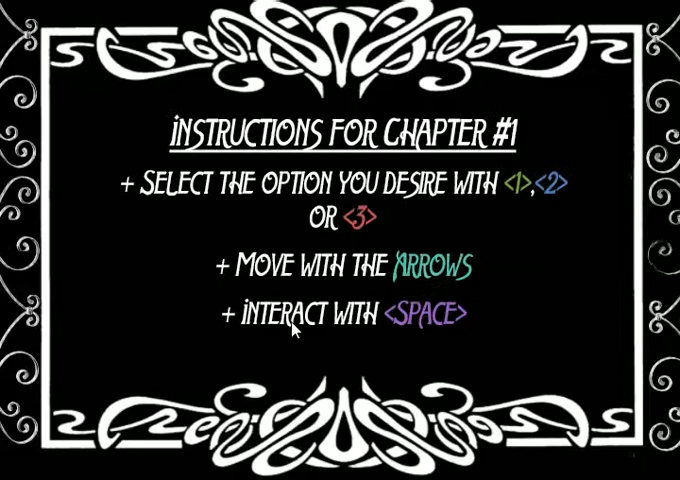 Instructions for Chapter #1
+ Select the option you desire with <1>,<2>
or <3>
+ Move with the Arrows
+ Interact with <Space>